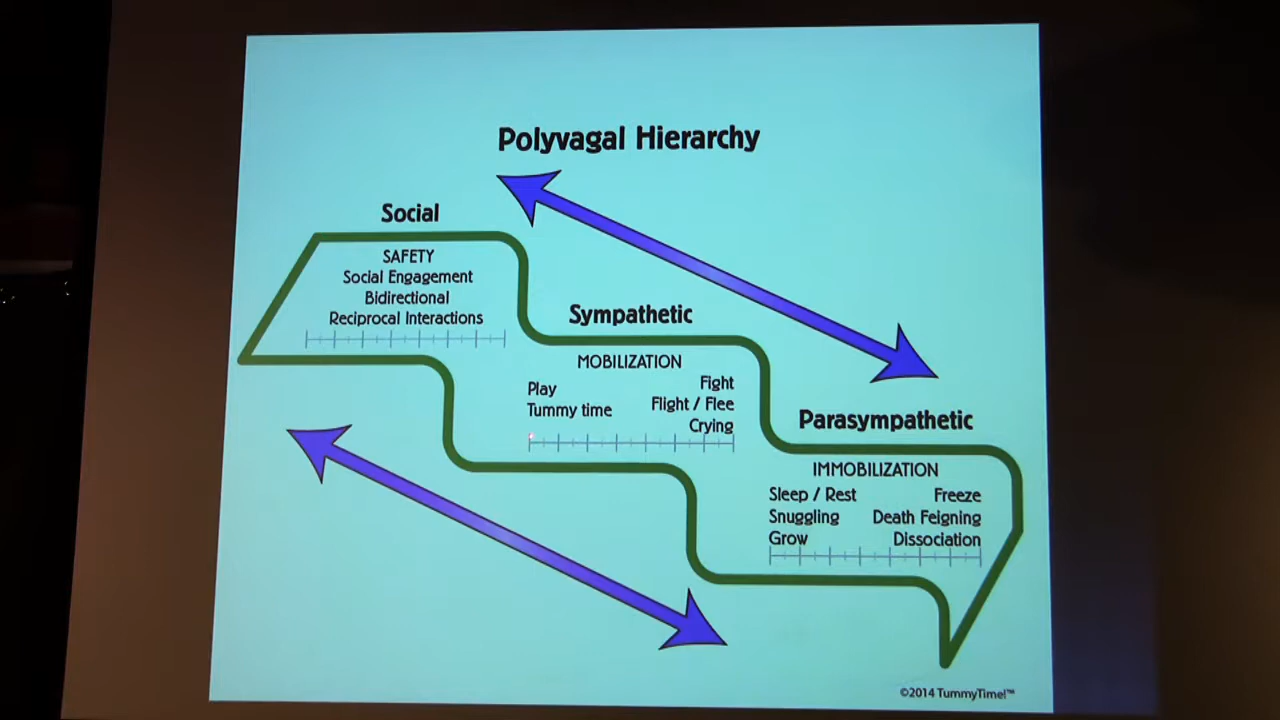 Polyvagal Hierarchy
Social
SAFETY
Social Engagement
Bidirectional
Reciprocal Interactions
Sympathetic
MOBILIZATION
Play
Tummy time
Fight
Flight / Flee
Crying
Parasympathetic
IMMOBILIZATION
Sleep / Rest
Snuggling
Grow
Freeze
Death Feigning
Dissociation
©2014 TummyTime!™